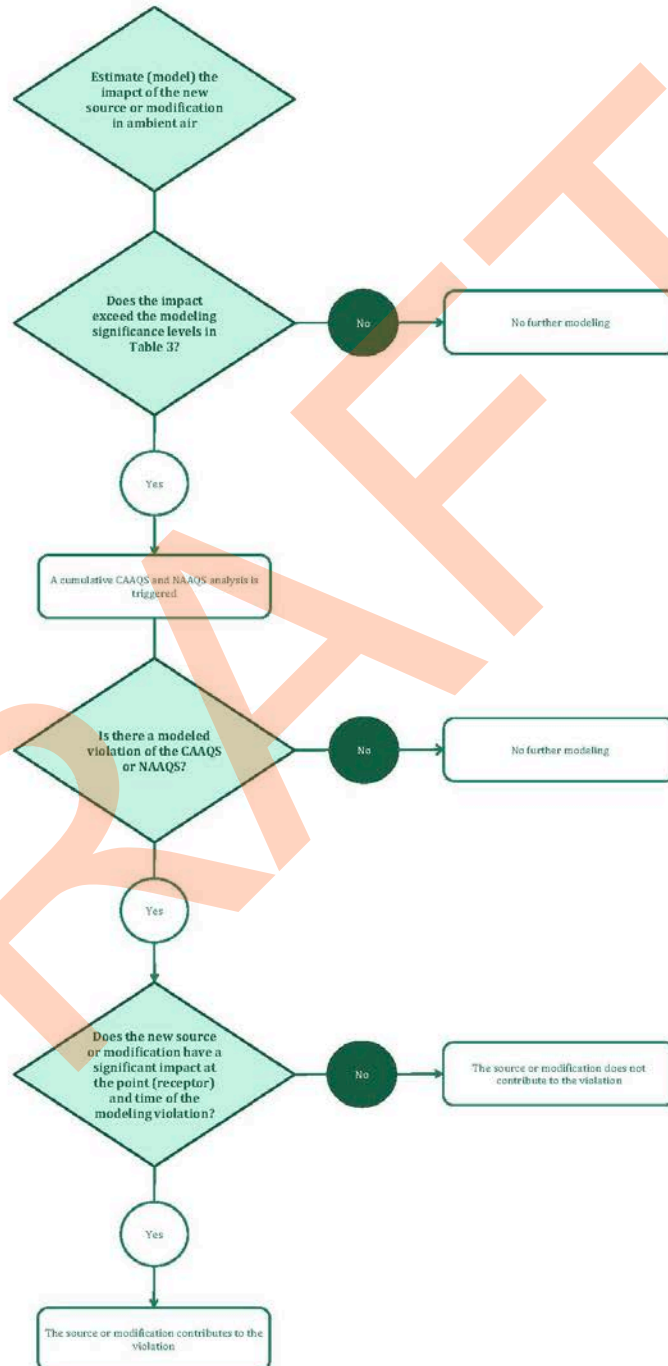 Estimate (model) the
imapct of the new
source or modification
in ambient air
Does the impact
exceed the modeling
significance levels in
Table 3?
No
No further modeling
Yes
A cumulative CAAQS and NAAQS analysis is
triggered
Is there a modeled
violation of the CAAQS
or NAAQS?
No
No further modeling
Yes
Does the new source
or modification have a
significant impact at
the point (receptor)
and time of the
modeling violation?
No
The source or modification does not
contribute to the violation
Yes
The source or modification contributes to the
violation
RAFT